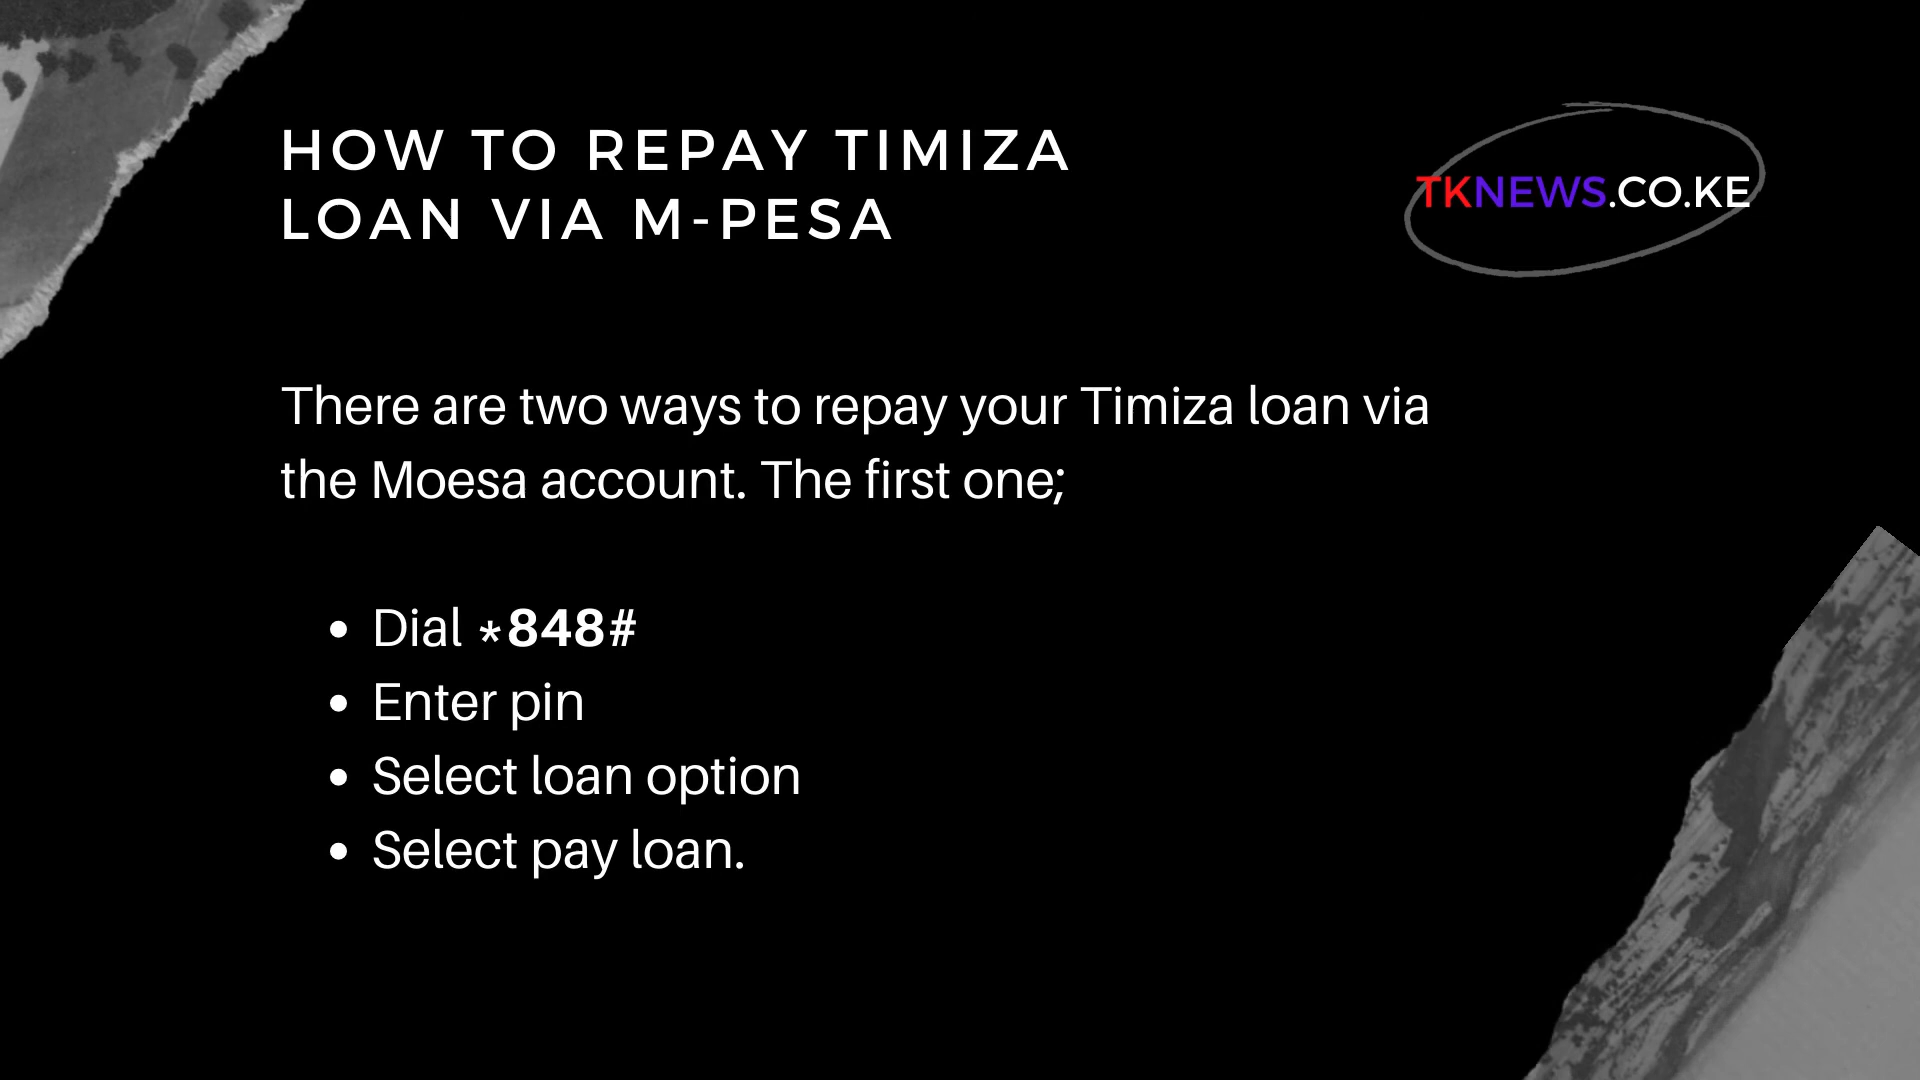 HOW TO REPAY TIMIZA
LOAN VIA M-PESA
TKNEWS.CO.KE
There are two ways to repay your Timiza loan via
the Moesa account. The first one;
• Dial *848#
• Enter pin
• Select loan option
• Select pay loan.